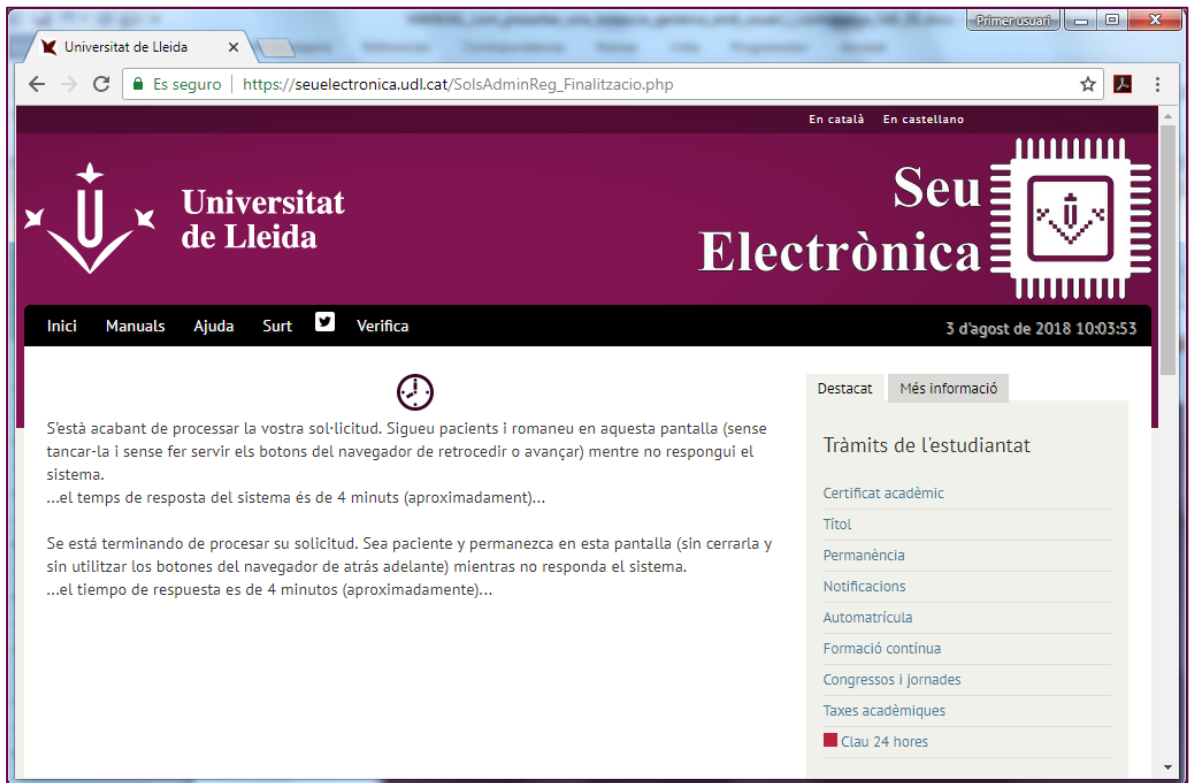 Primer usuari
Universitat de Lleida
Es seguro | https://seuelectronica.udl.cat/SolsAdminReg_Finalitzacio.php
En català En castellano
Universitat
de Lleida
Seu
Electrònica
Inici Manuals Ajuda Surt Verifica
3 d'agost de 2018 10:03:53
S'està acabant de processar la vostra sol·licitud. Sigueu pacients i romaneu en aquesta pantalla (sense
tancar-la i sense fer servir els botons del navegador de retrocedir o avançar) mentre no respongui el
sistema.
...el temps de resposta del sistema és de 4 minuts (aproximadament)...
Se está terminando de procesar su solicitud. Sea paciente y permanezca en esta pantalla (sin cerrarla y
sin utilitzar los botones del navegador de atrás adelante) mientras no responda el sistema.
...el tiempo de respuesta es de 4 minutos (aproximadamente)...
Destacat Més informació
Tràmits de l'estudiantat
Certificat acadèmic
Títol
Permanència
Notificacions
Automatrícula
Formació contínua
Congressos i jornades
Taxes acadèmiques
Clau 24 hores